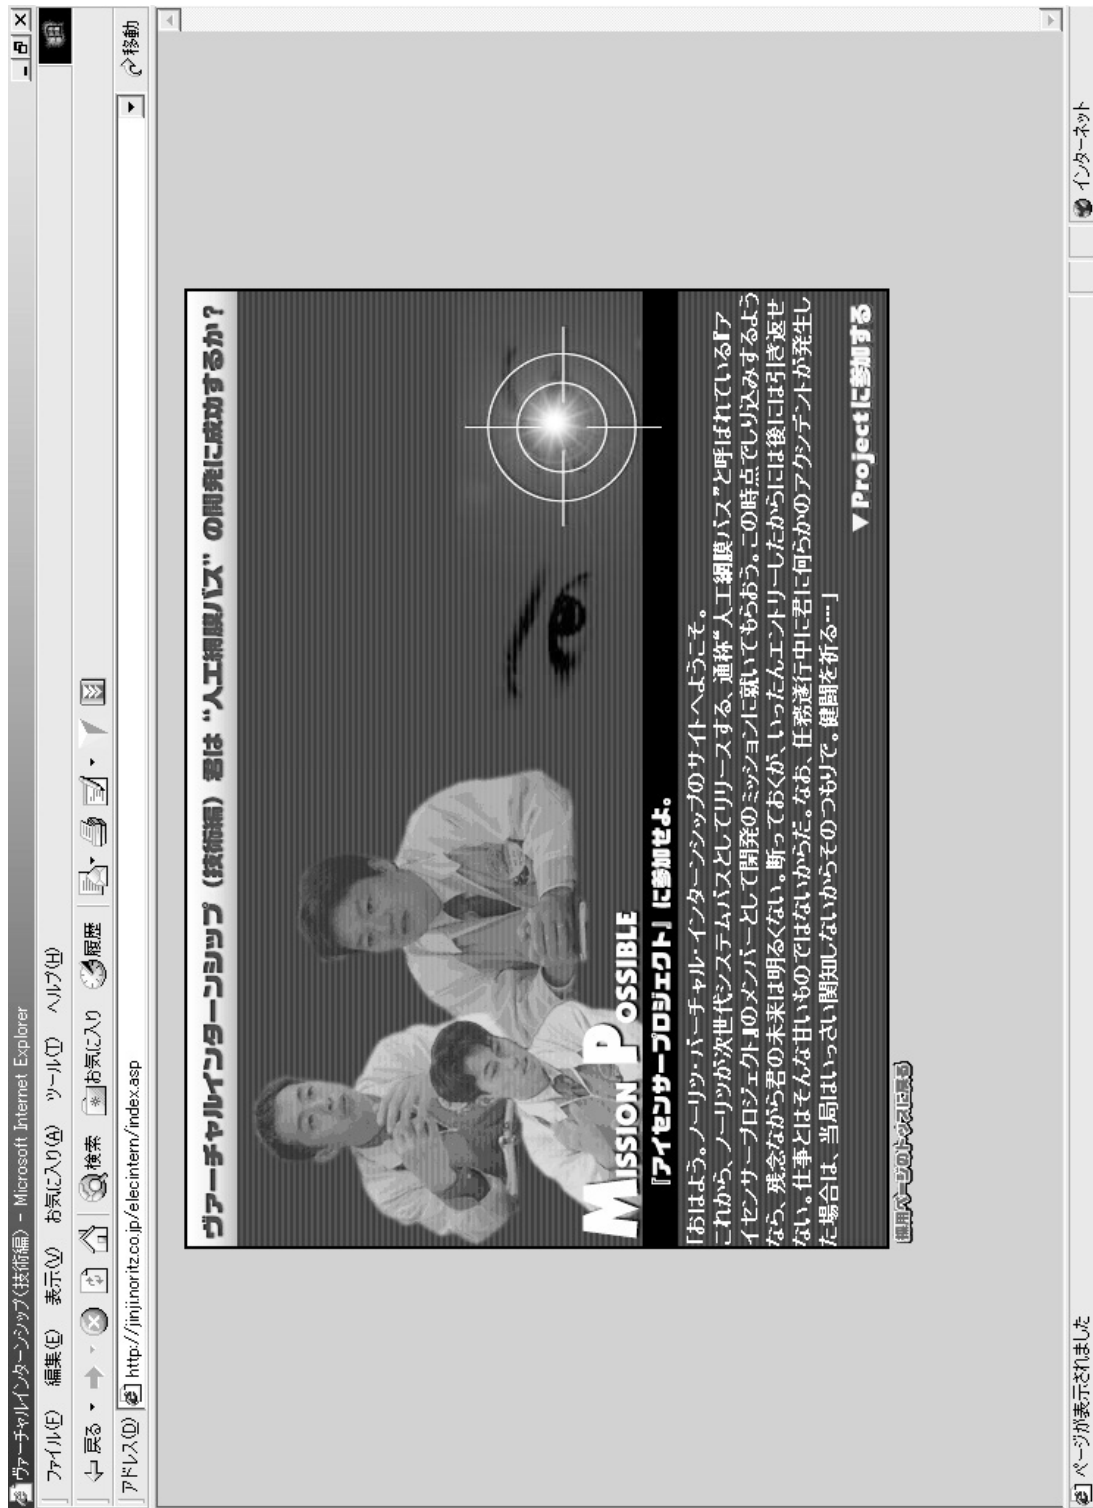 ヴァーチャルインターンシップ(技術編) - Microsoft Internet Explorer
ファイル(F) 編集(E) 表示(V) お気に入り(A) ツール(T) ヘルプ(H)
戻る 検索 お気に入り 履歴
アドレス(D) http://jinji.noritz.co.jp/elecintern/index.asp 移動
ヴァーチャルインターンシップ (技術編) 君は “人工網膜バス” の開発に成功するか?
MISSION POSSIBLE
『アイセンサープロジェクト』に参加せよ。
「おはよう。ノーリツ・バーチャル・インターンシップのサイトへようこそ。
これから、ノーリツが次世代システムバスとしてリリースする、通称“人工網膜バス”と呼ばれている『ア
イセンサープロジェクト』のメンバーとして開発のミッションに就いてもらおう。この時点でしり込みするよう
なら、残念ながら君の未来は明るくない。断っておくが、いったんエントリーしたからには後には引き返せ
ない。仕事とはそんな甘いものではないからだ。なお、任務遂行中に君に何らかのアクシデントが発生し
た場合は、当局はいっさい関知しないからそのつもりで。健闘を祈る…」
▼Projectに参加する
[採用ページのトップに戻る]
ページが表示されました インターネット